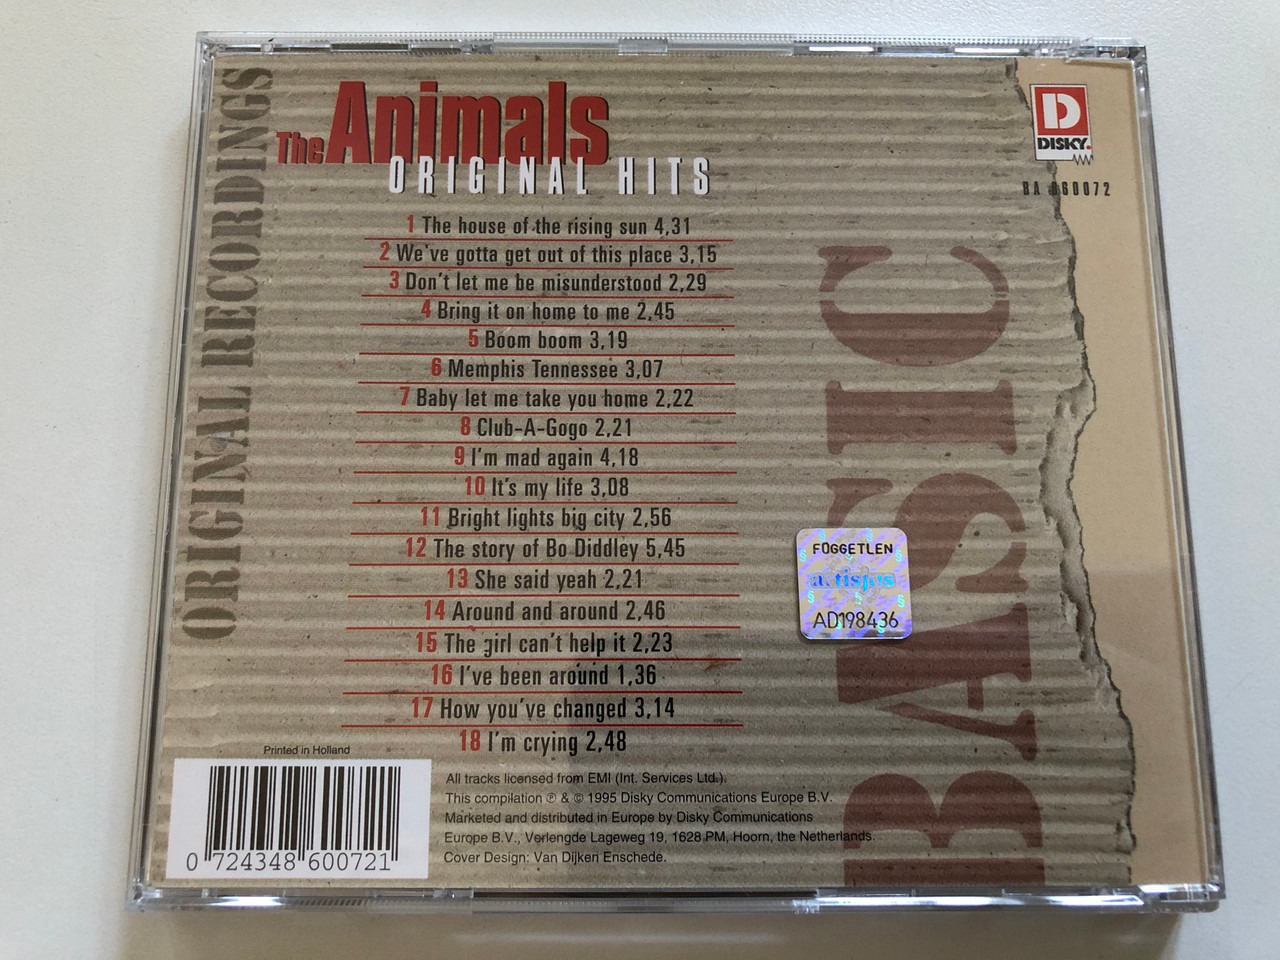 ORIGINAL RECORDINGS
The Animals
ORIGINAL HITS
D
DISKY.
BA 860072
1 The house of the rising sun 4,31
2 We've gotta get out of this place 3,15
3 Don't let me be misunderstood 2,29
4 Bring it on home to me 2,45
5 Boom boom 3,19
6 Memphis Tennessee 3,07
7 Baby let me take you home 2,22
8 Club-A-Gogo 2,21
9 I'm mad again 4,18
10 It's my life 3,08
11 Bright lights big city 2,56
12 The story of Bo Diddley 5,45
13 She said yeah 2,21
14 Around and around 2,46
15 The girl can't help it 2,23
16 I've been around 1,36
17 How you've changed 3,14
18 I'm crying 2,48
BASIC
FÜGGETLEN
artisjus
AD198436
Printed in Holland
0 724348 600721
All tracks licensed from EMI (Int. Services Ltd.).
This compilation ℗ & © 1995 Disky Communications Europe B.V.
Marketed and distributed in Europe by Disky Communications
Europe B.V., Verlengde Lageweg 19, 1628 PM, Hoorn, the Netherlands.
Cover Design: Van Dijken Enschede.